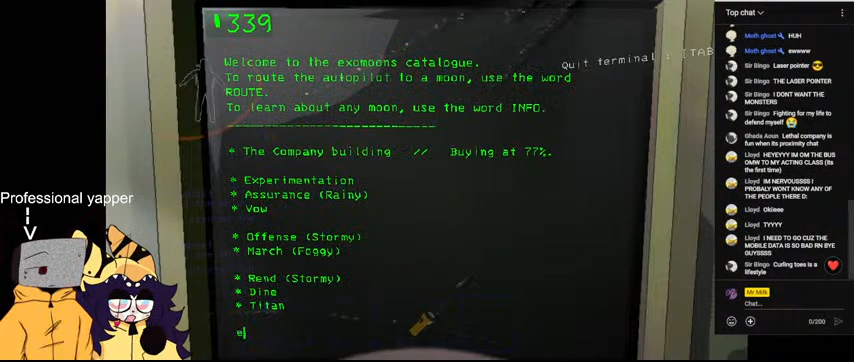 339
Welcome to the exomoons catalogue.
To route the autopilot to a moon, use the word
ROUTE.
To learn about any moon, use the word INFO.
* The Company building // Buying at 77%.
* Experimentation
* Assurance (Rainy)
* Vow
* Offense (Stormy)
* March (Foggy)
* Rend (Stormy)
* Dine
* Titan
e
Quit terminal : [TAB
Professional yapper
Top chat
Moth ghost HUH
Moth ghost ewwww
Sir Bingo Laser pointer 😎
Sir Bingo THE LASER POINTER
Sir Bingo I DONT WANT THE
MONSTERS
Sir Bingo Fighting for my life to
defend myself 😭
Ghada Aoun Lethal company is
fun when its proximity chat
Lloyd HEYEYYY IM OM THE BUS
OMW TO MY ACTING CLASS (its
the first time)
Lloyd IM NERVOUSSSS I
PROBALY WONT KNOW ANY OF
THE PEOPLE THERE D:
Lloyd Okiieee
Lloyd TYYYY
Lloyd I NEED TO GO CUZ THE
MOBILE DATA IS SO BAD RN BYE
GUYSSSS
Sir Bingo Curling toes is a
lifestyle
Mr Milk
Chat...
0/200